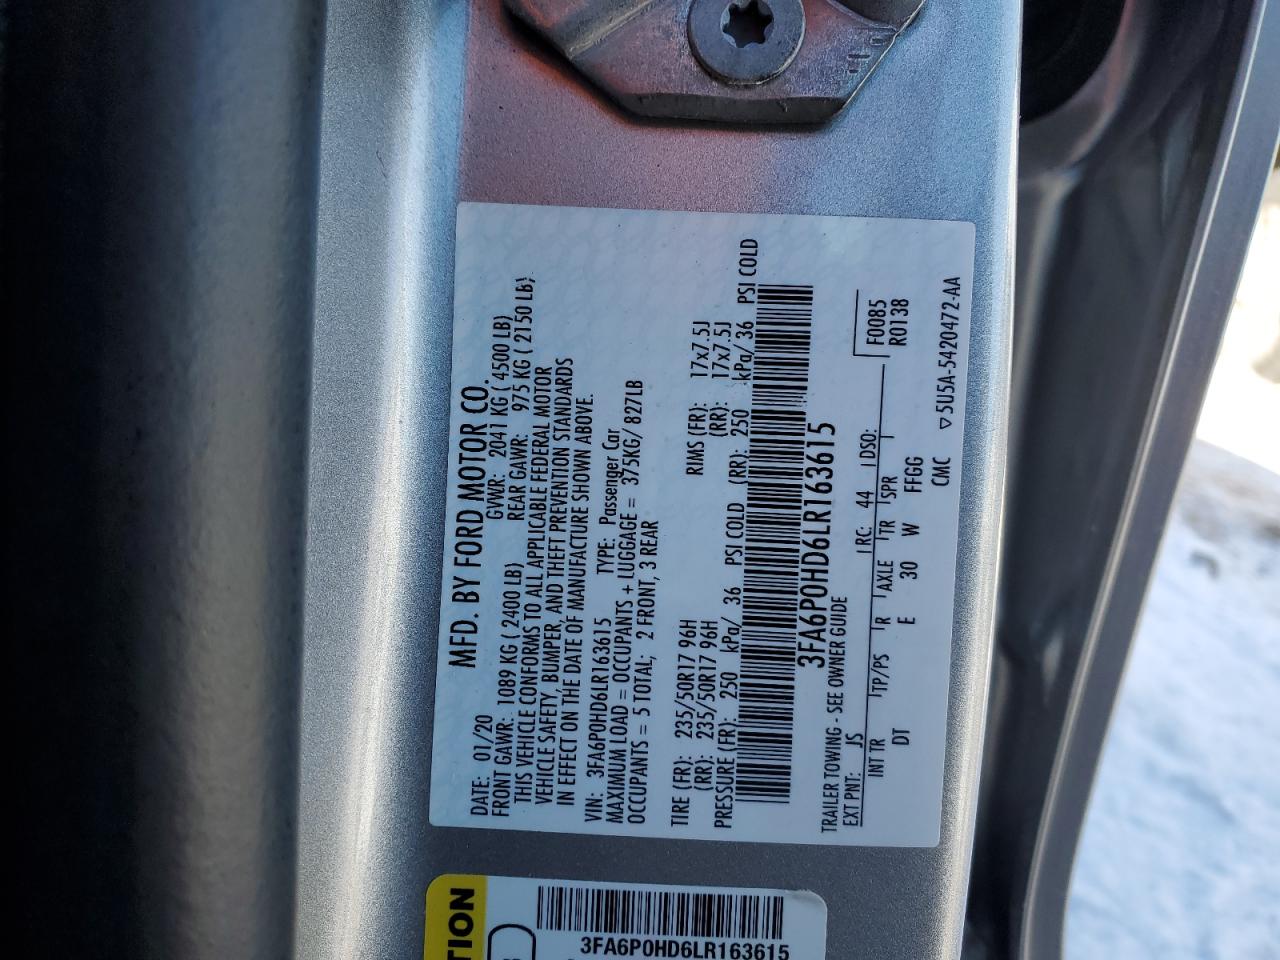 MFD. BY FORD MOTOR CO.
DATE: 01/20 GVWR: 2041 KG ( 4500 LB)
FRONT GAWR: 1089 KG ( 2400 LB) REAR GAWR: 975 KG ( 2150 LB)
THIS VEHICLE CONFORMS TO ALL APPLICABLE FEDERAL MOTOR
VEHICLE SAFETY, BUMPER, AND THEFT PREVENTION STANDARDS
IN EFFECT ON THE DATE OF MANUFACTURE SHOWN ABOVE.
VIN: 3FA6P0HD6LR163615 TYPE: Passenger Car
MAXIMUM LOAD = OCCUPANTS + LUGGAGE = 375KG/ 827LB
OCCUPANTS = 5 TOTAL; 2 FRONT, 3 REAR
TIRE (FR): 235/50R17 96H RIMS (FR): 17x7.5J
(RR): 235/50R17 96H (RR): 17x7.5J
PRESSURE (FR): 250 kPa/ 36 PSI COLD (RR): 250 kPa/ 36 PSI COLD
3FA6P0HD6LR163615
TRAILER TOWING - SEE OWNER GUIDE
EXT PNT: JS RC: 44 DSO: F0085
INT TR TP/PS R AXLE TR SPR R0138
DT E 30 W FFGG
CMC ▽5U5A-5420472-AA
3FA6P0HD6LR163615